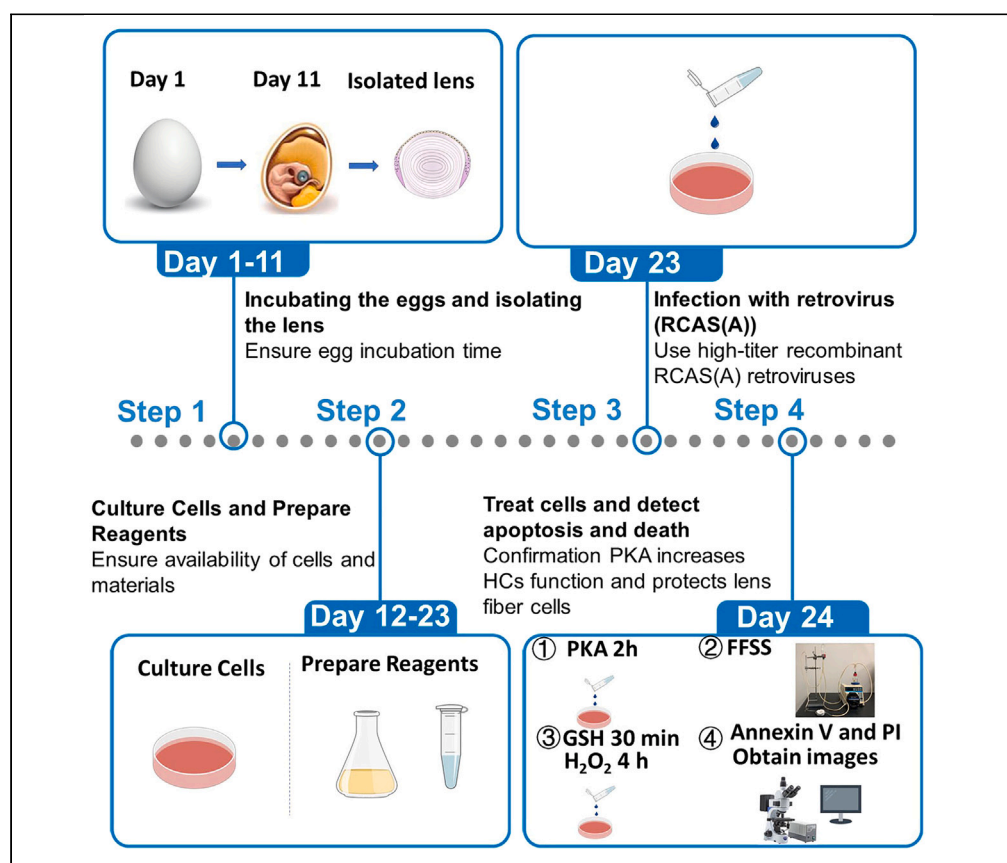 Day 1
Day 11
Isolated lens
Day 1-11
Day 23
Incubating the eggs and isolating
the lens
Ensure egg incubation time
Infection with retrovirus
(RCAS(A))
Use high-titer recombinant
RCAS(A) retroviruses
Step 1
Step 2
Step 3
Step 4
Culture Cells and Prepare
Reagents
Ensure availability of cells and
materials
Treat cells and detect
apoptosis and death
Confirmation PKA increases
HCs function and protects lens
fiber cells
Day 12-23
Culture Cells
Prepare Reagents
Day 24
① PKA 2h
② FFSS
③ GSH 30 min
H₂O₂ 4 h
④ Annexin V and PI
Obtain images